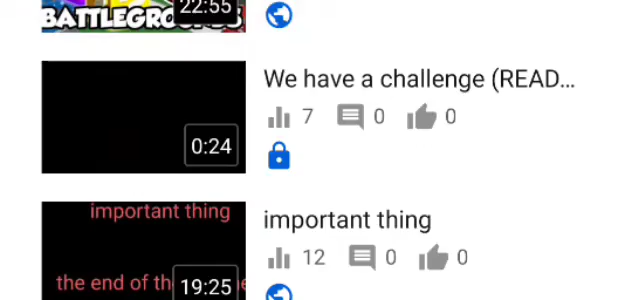 22:55
BATTLEGRO
We have a challenge (READ...
7 0 0
0:24
important thing
important thing
12 0 0
the end of th
19:25